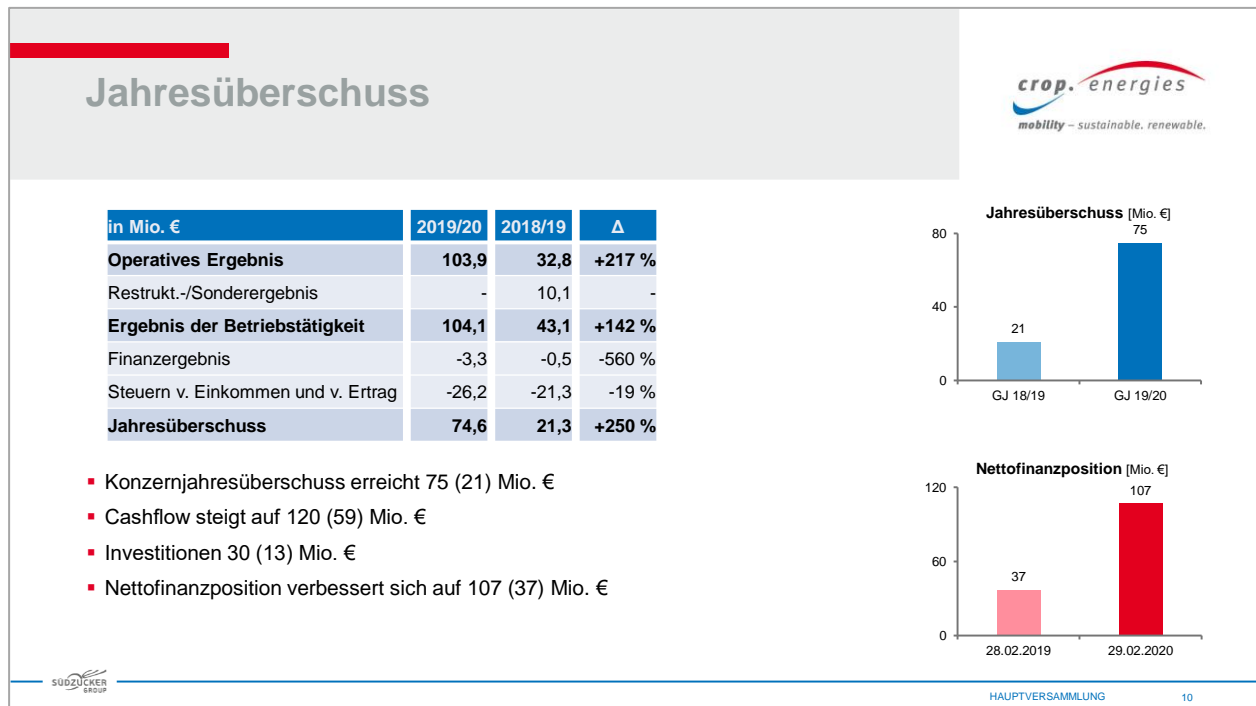 Jahresüberschuss
crop. energies
mobility – sustainable. renewable.
in Mio. € 2019/20 2018/19 Δ
Operatives Ergebnis 103,9 32,8 +217 %
Restrukt.-/Sonderergebnis - 10,1 -
Ergebnis der Betriebstätigkeit 104,1 43,1 +142 %
Finanzergebnis -3,3 -0,5 -560 %
Steuern v. Einkommen und v. Ertrag -26,2 -21,3 -19 %
Jahresüberschuss 74,6 21,3 +250 %
▪ Konzernjahresüberschuss erreicht 75 (21) Mio. €
▪ Cashflow steigt auf 120 (59) Mio. €
▪ Investitionen 30 (13) Mio. €
▪ Nettofinanzposition verbessert sich auf 107 (37) Mio. €
Jahresüberschuss [Mio. €]
80
40
0
21
75
GJ 18/19 GJ 19/20
Nettofinanzposition [Mio. €]
120
60
0
37
107
28.02.2019 29.02.2020
SÜDZUCKER
GROUP
HAUPTVERSAMMLUNG 10